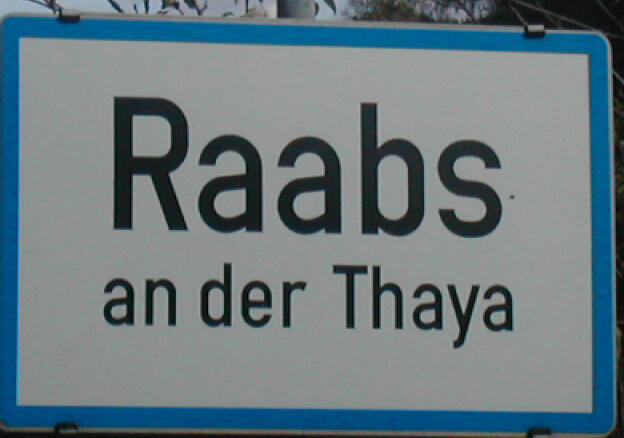 Raabs
an der Thaya